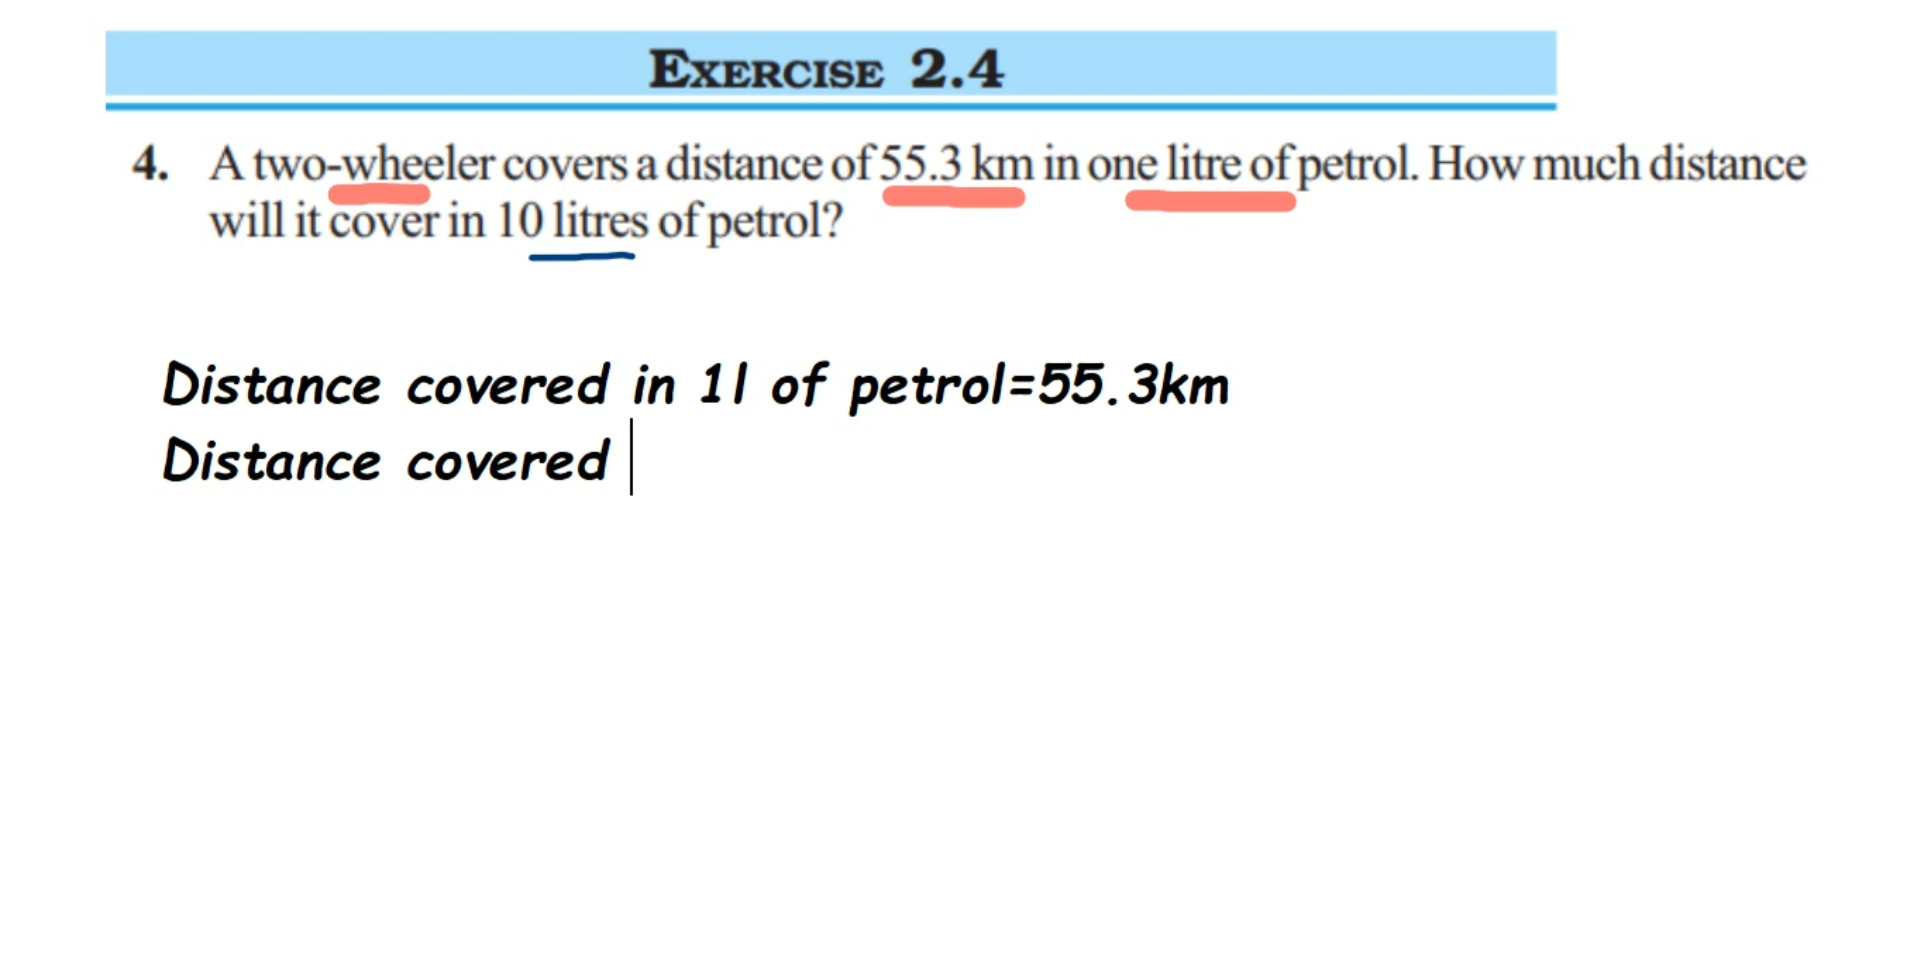 EXERCISE 2.4
4. A two-wheeler covers a distance of 55.3 km in one litre of petrol. How much distance
will it cover in 10 litres of petrol?
Distance covered in 1l of petrol=55.3km
Distance covered